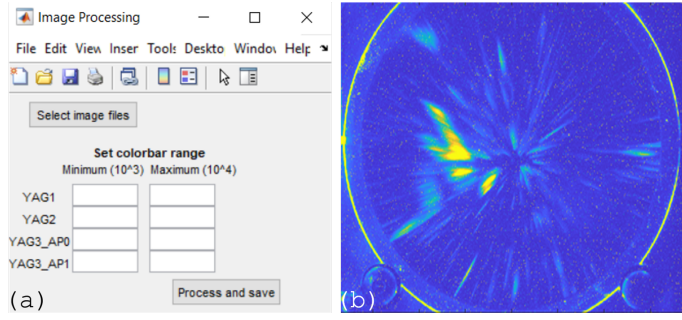 Image Processing
File Edit View Inser Tools Deskto Window Help
Select image files
Set colorbar range
Minimum (10^3) Maximum (10^4)
YAG1
YAG2
YAG3_AP0
YAG3_AP1
Process and save
(a)
(b)